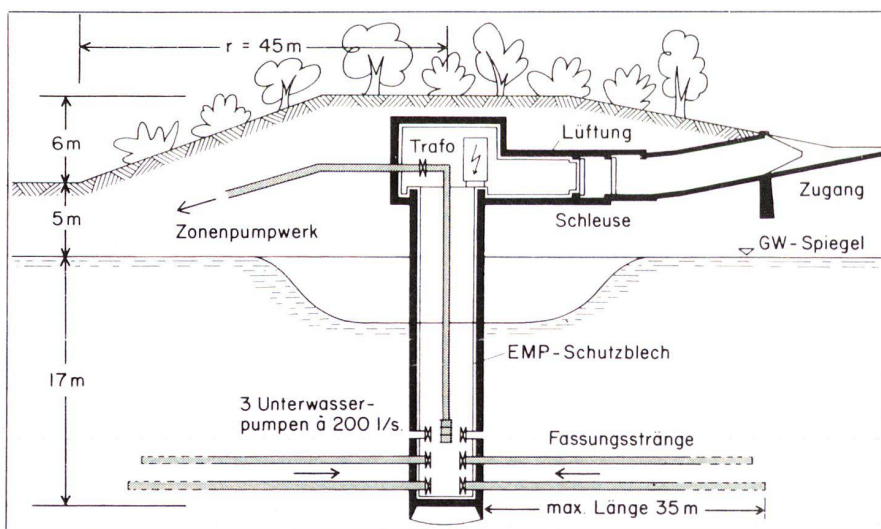 r = 45m
6m
Trafo
Lüftung
5m
Zonenpumpwerk
Schleuse
Zugang
GW-Spiegel
17m
EMP-Schutzblech
3 Unterwasser-
pumpen à 200 l/s.
Fassungsstränge
max. Länge 35m